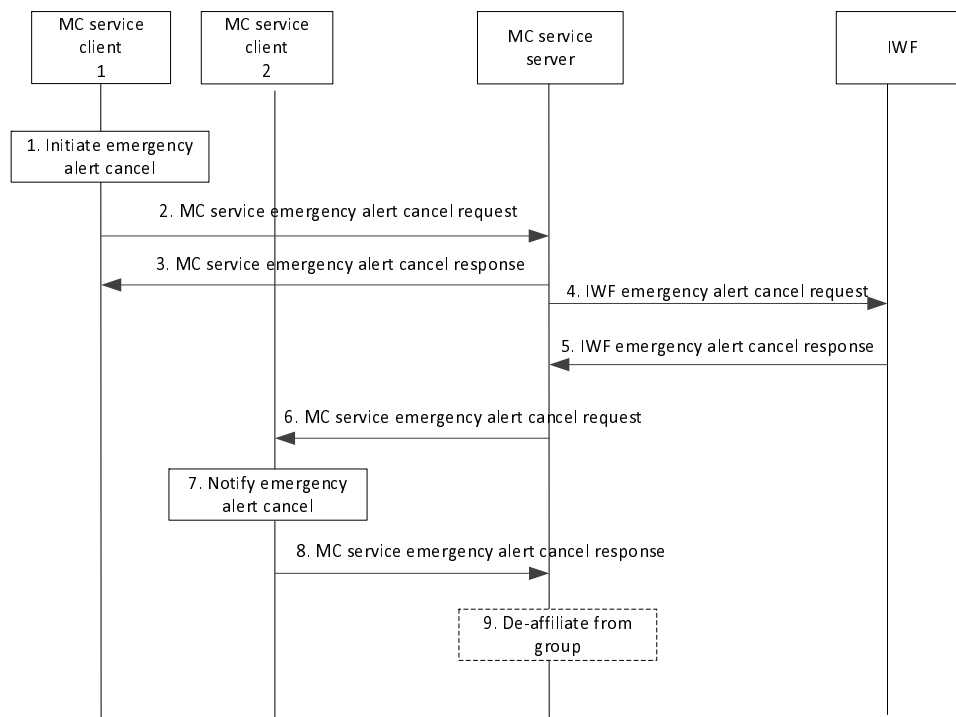 MC service
client
1
MC service
client
2
MC service
server
IWF
1. Initiate emergency
alert cancel
2. MC service emergency alert cancel request
3. MC service emergency alert cancel response
4. IWF emergency alert cancel request
5. IWF emergency alert cancel response
6. MC service emergency alert cancel request
7. Notify emergency
alert cancel
8. MC service emergency alert cancel response
9. De-affiliate from
group